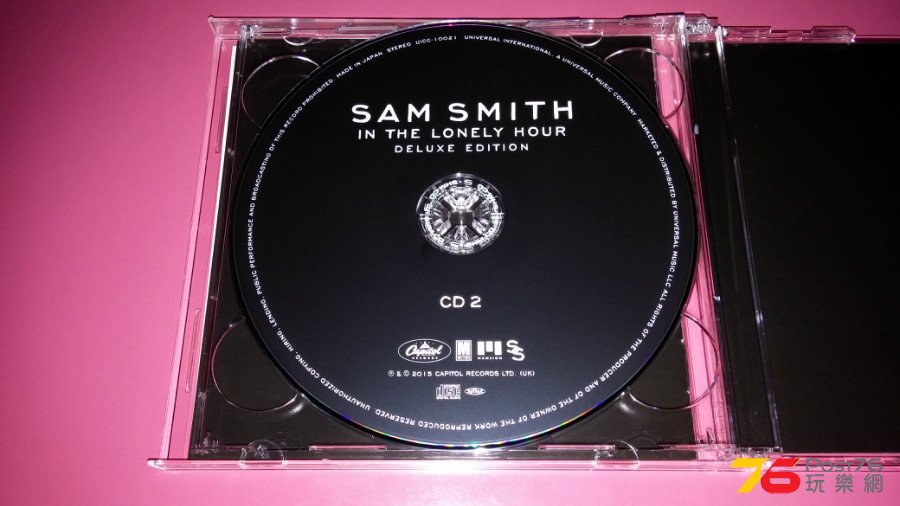 SAM SMITH
IN THE LONELY HOUR
DELUXE EDITION
CD 2
Capitol
RECORDS
MANSION
SS
℗ & © 2015 CAPITOL RECORDS LTD. (UK)
UNAUTHORIZED COPYING, HIRING, LENDING, PUBLIC PERFORMANCE AND BROADCASTING OF THIS RECORD PROHIBITED. MADE IN JAPAN STEREO UICC-10021 UNIVERSAL INTERNATIONAL, A UNIVERSAL MUSIC COMPANY MARKETED & DISTRIBUTED BY UNIVERSAL MUSIC LLC ALL RIGHTS OF THE PRODUCER AND OF THE OWNER OF THE WORK REPRODUCED RESERVED.
76 Post76
玩樂網